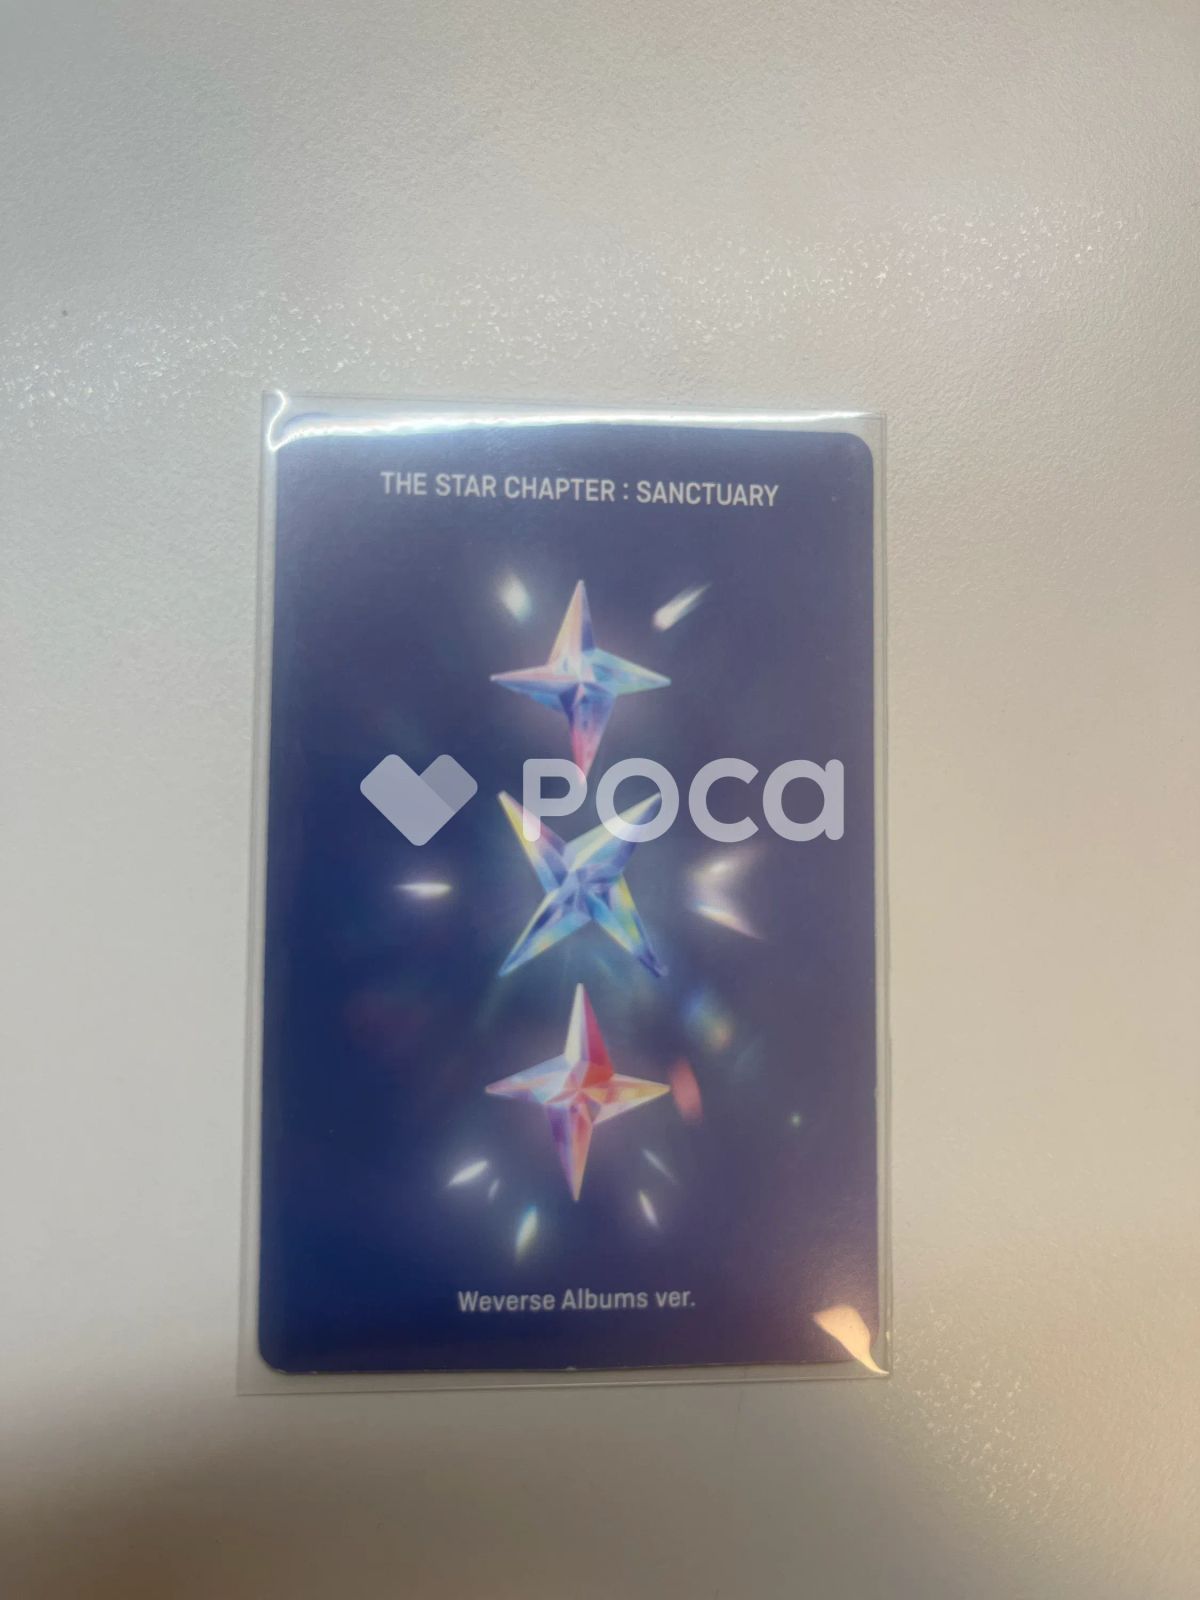 THE STAR CHAPTER : SANCTUARY
POCA
Weverse Albums ver.